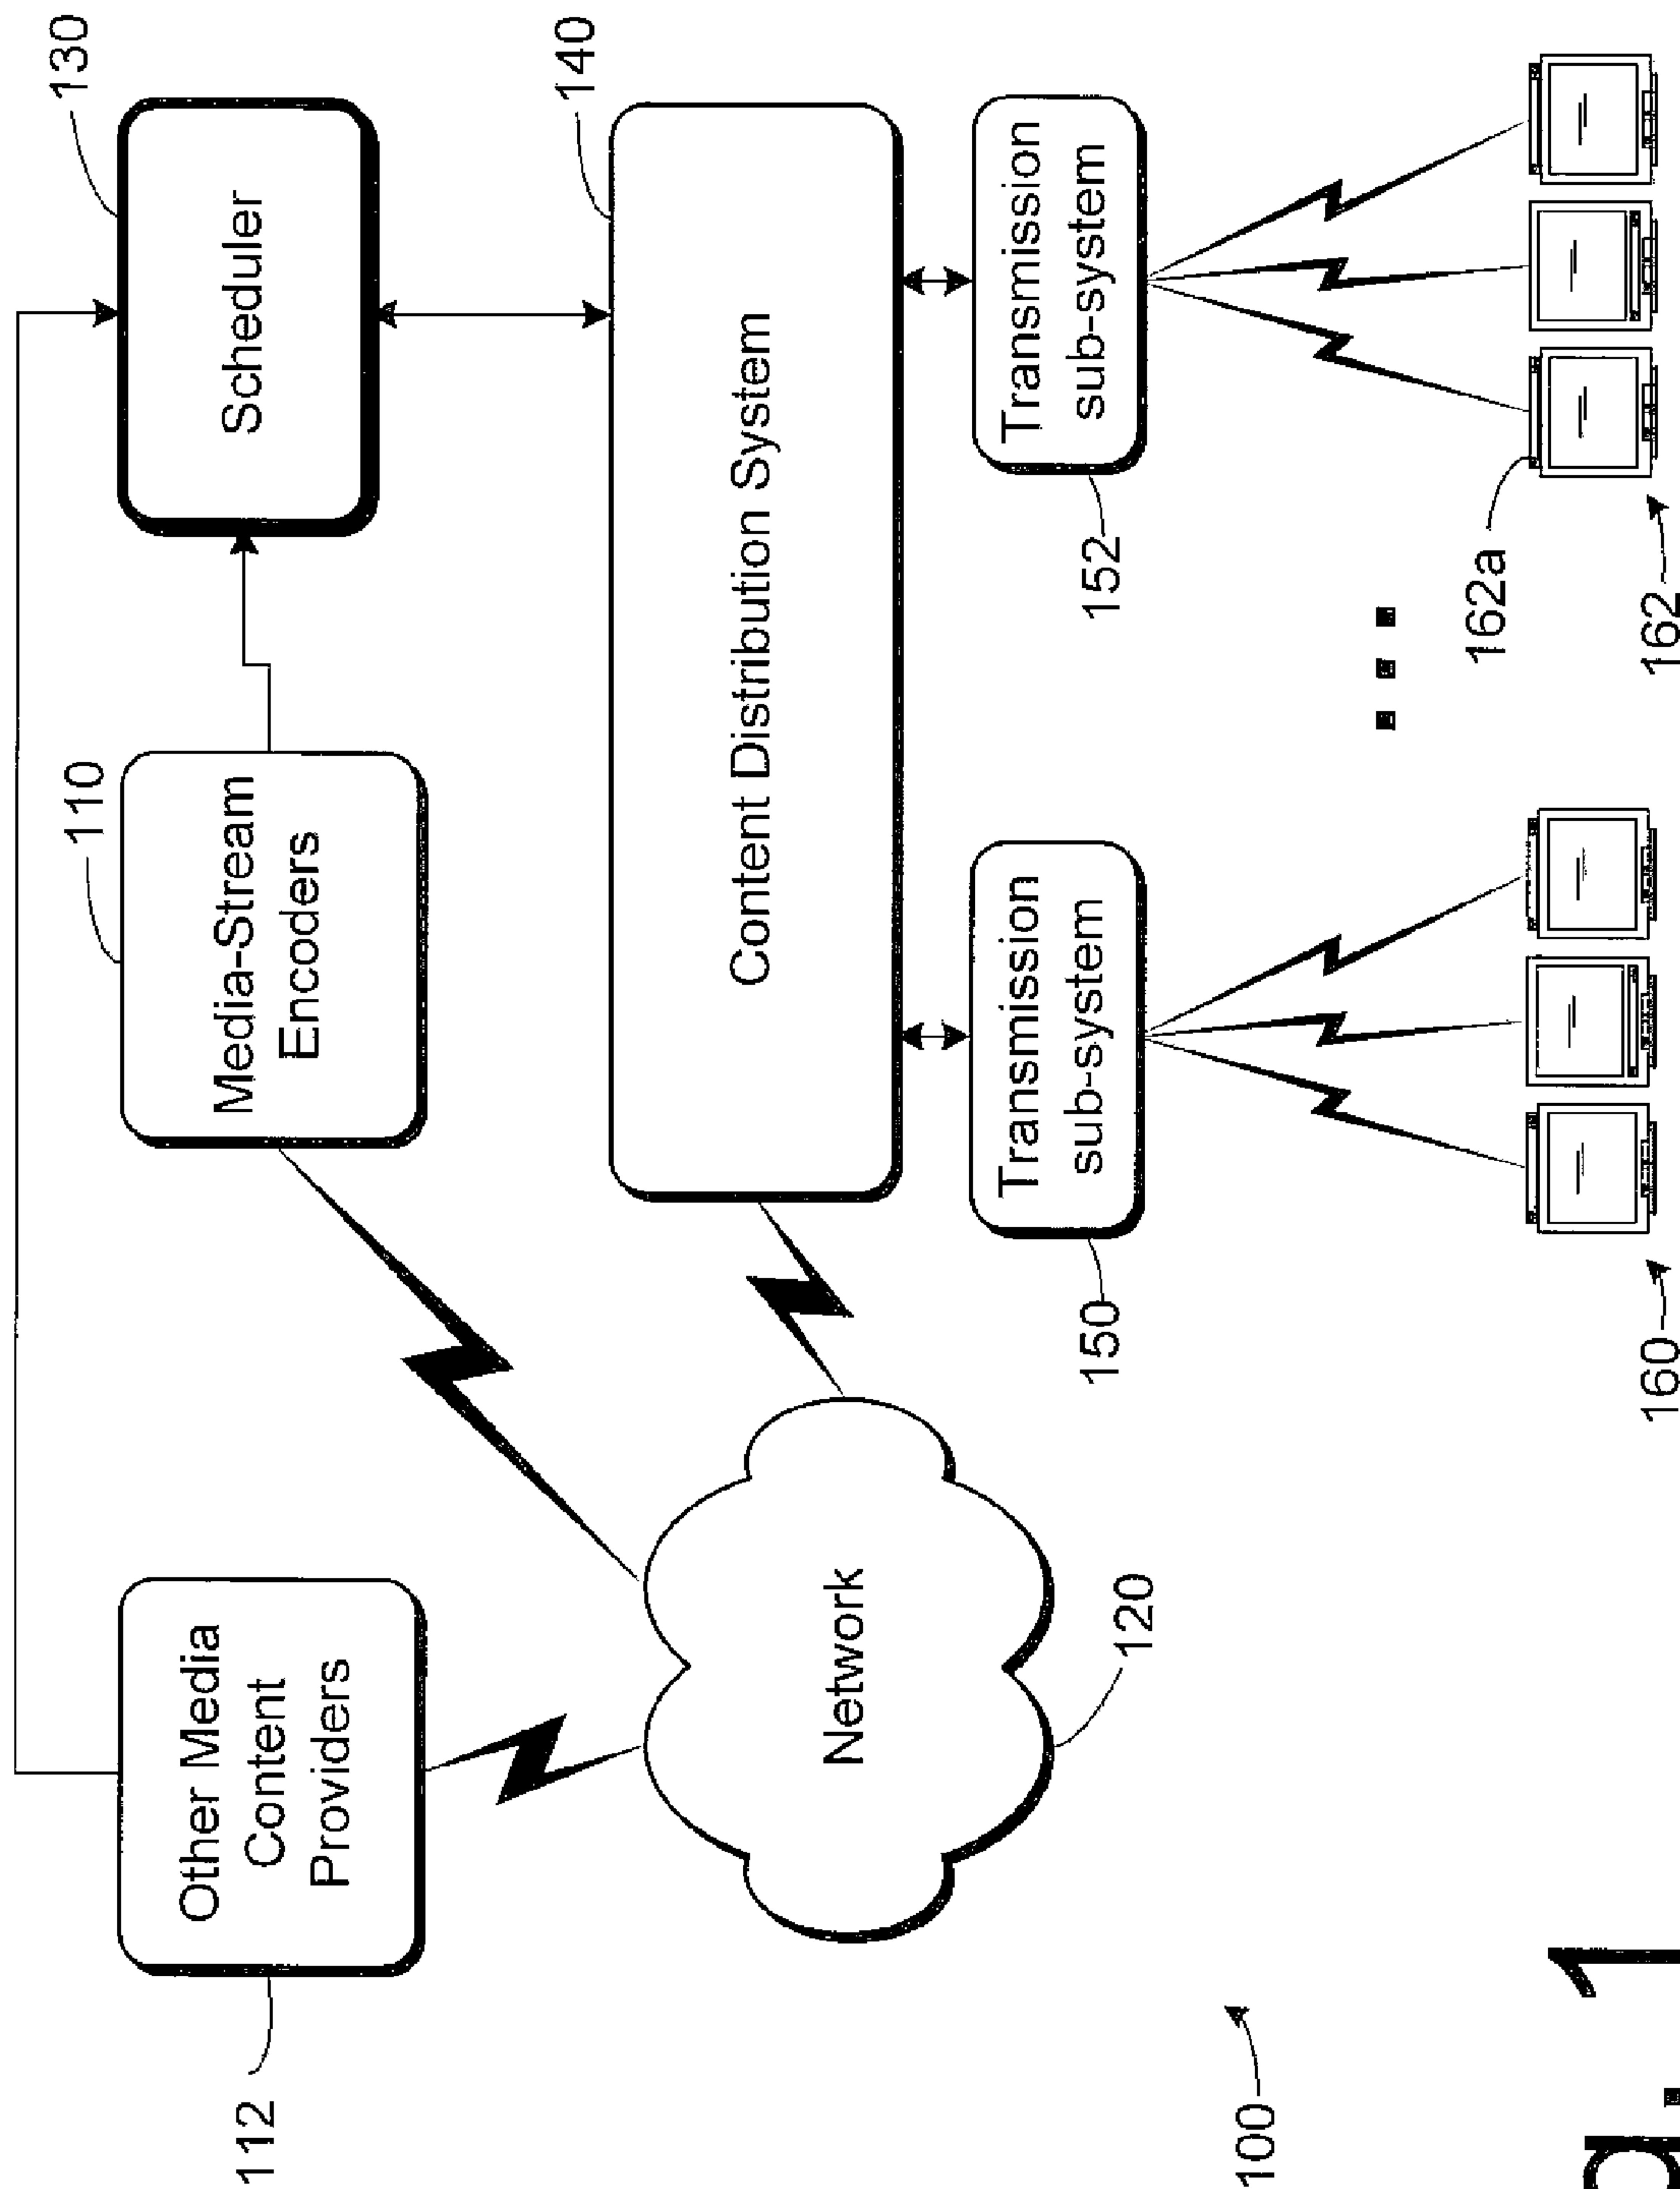 112
Other Media
Content
Providers
110
Media-Stream
Encoders
130
Scheduler
Network
120
140
Content Distribution System
150
Transmission
sub-system
152
Transmission
sub-system
162a
160
162
100
g. 1